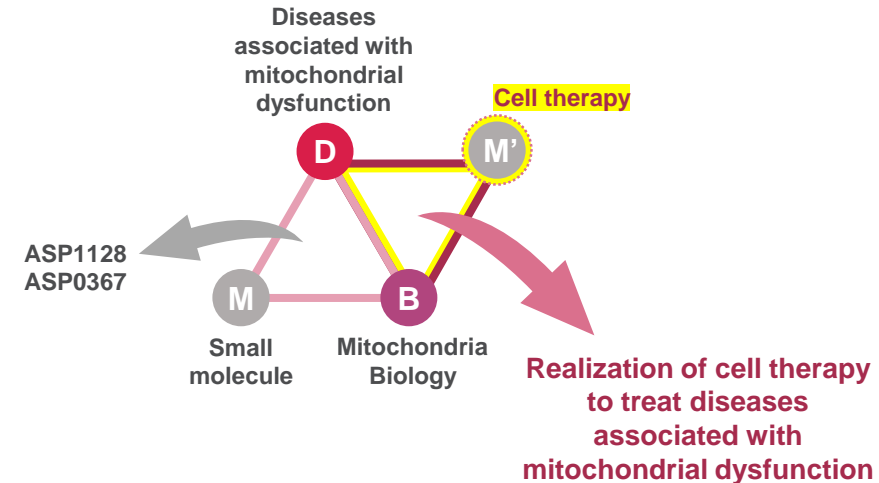 Diseases
associated with
mitochondrial
dysfunction
Cell therapy
D
M’
ASP1128
ASP0367
M
B
Small
molecule
Mitochondria
Biology
Realization of cell therapy
to treat diseases
associated with
mitochondrial dysfunction